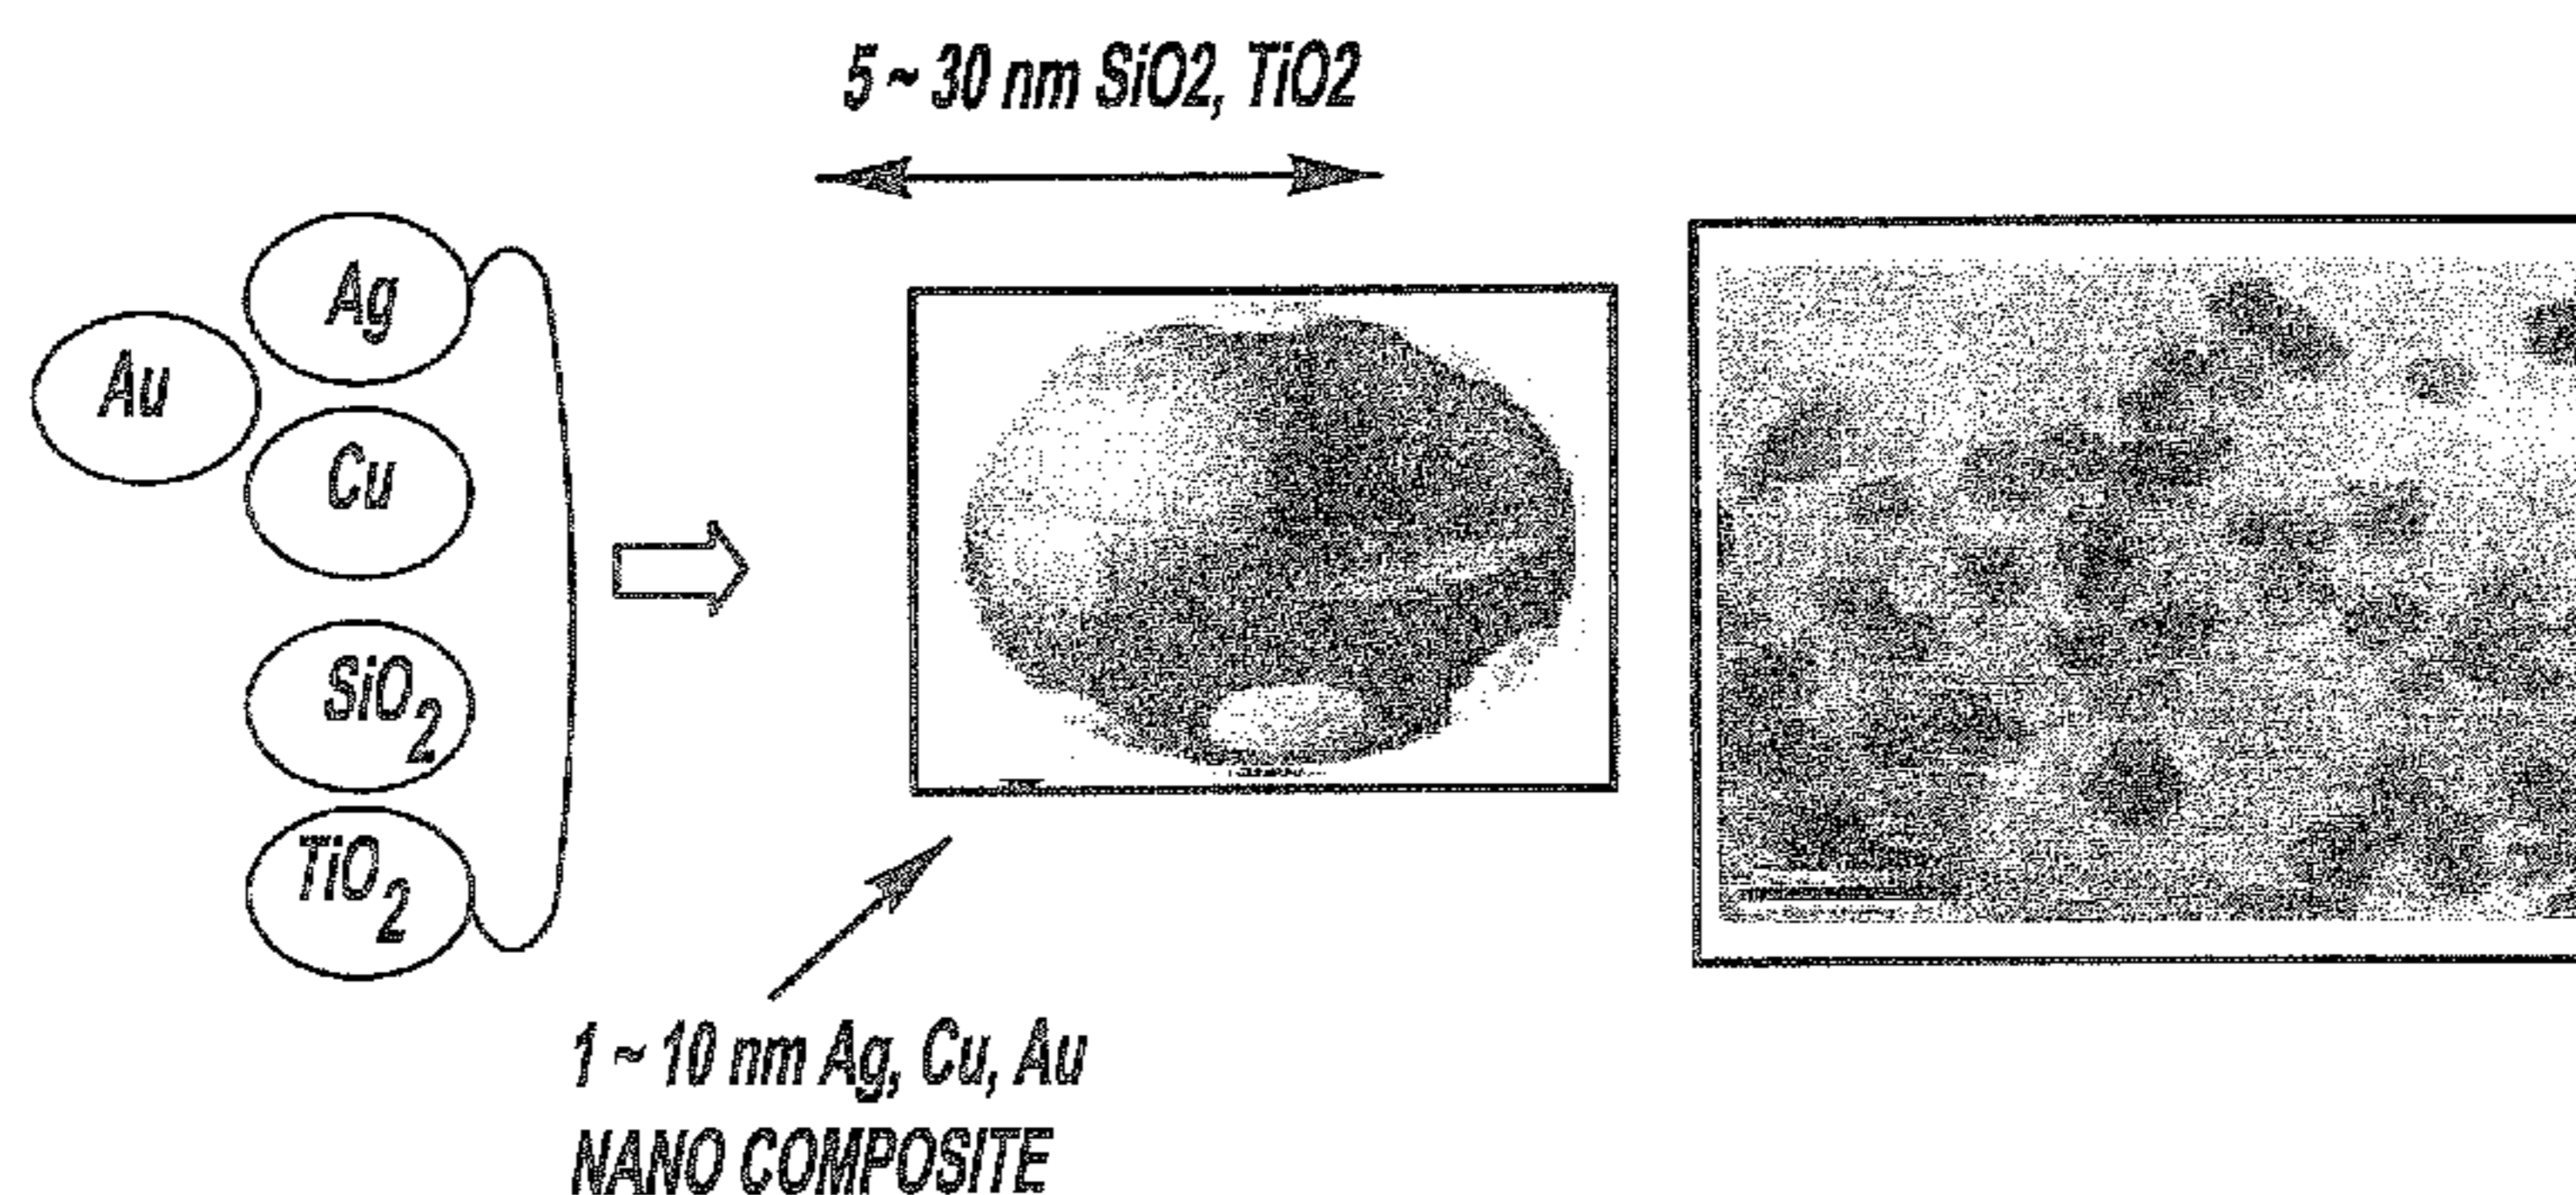 5 ~ 30 nm SiO2, TiO2
Ag
Au
Cu
SiO2
TiO2
1 ~ 10 nm Ag, Cu, Au
NANO COMPOSITE